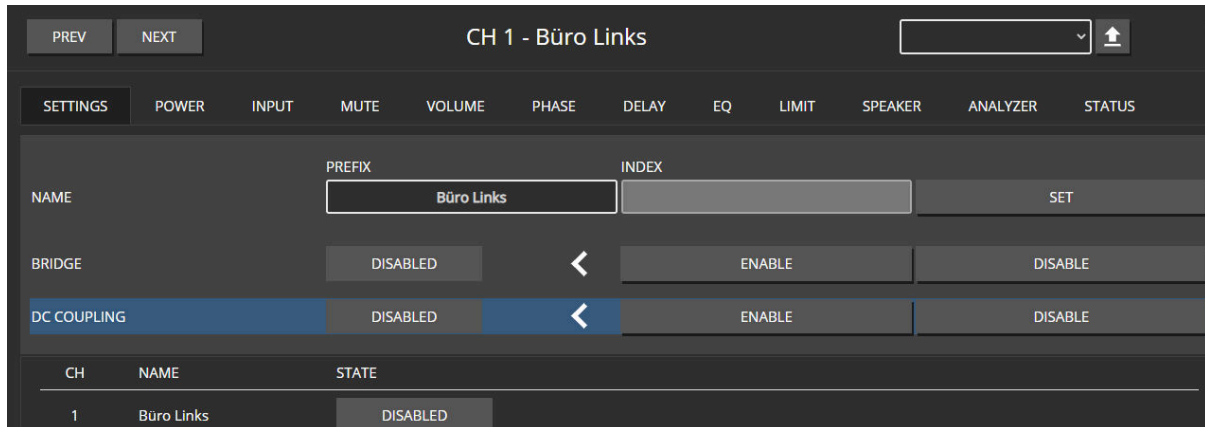 PREV NEXT CH 1 - Büro Links
SETTINGS POWER INPUT MUTE VOLUME PHASE DELAY EQ LIMIT SPEAKER ANALYZER STATUS
PREFIX INDEX
NAME Büro Links SET
BRIDGE DISABLED ENABLE DISABLE
DC COUPLING DISABLED ENABLE DISABLE
CH NAME STATE
1 Büro Links DISABLED